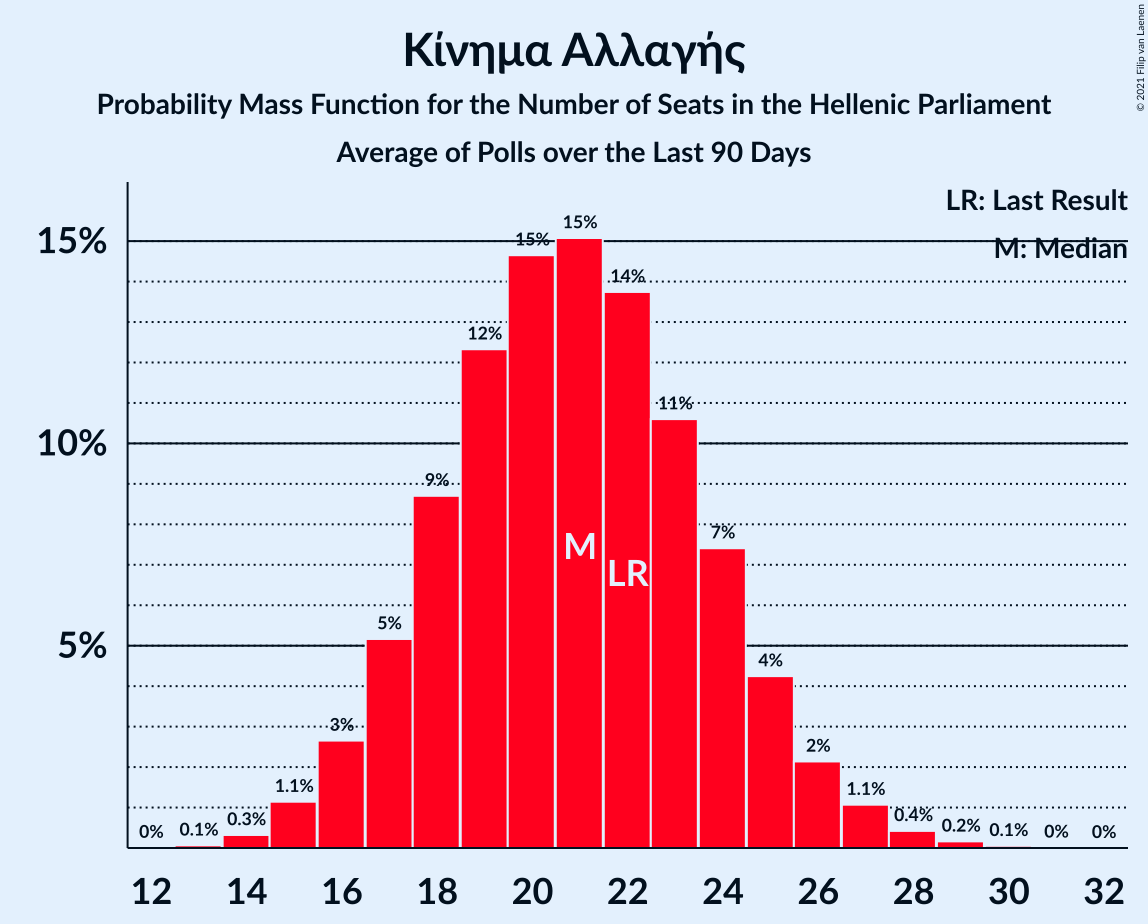 Κίνημα Αλλαγής
Probability Mass Function for the Number of Seats in the Hellenic Parliament
Average of Polls over the Last 90 Days
© 2021 Filip van Laenen
LR: Last Result
M: Median
15%
10%
5%
0%
0.1%
0.3%
1.1%
3%
5%
9%
12%
15%
15%
14%
11%
7%
4%
2%
1.1%
0.4%
0.2%
0.1%
0%
0%
M
LR
12 14 16 18 20 22 24 26 28 30 32